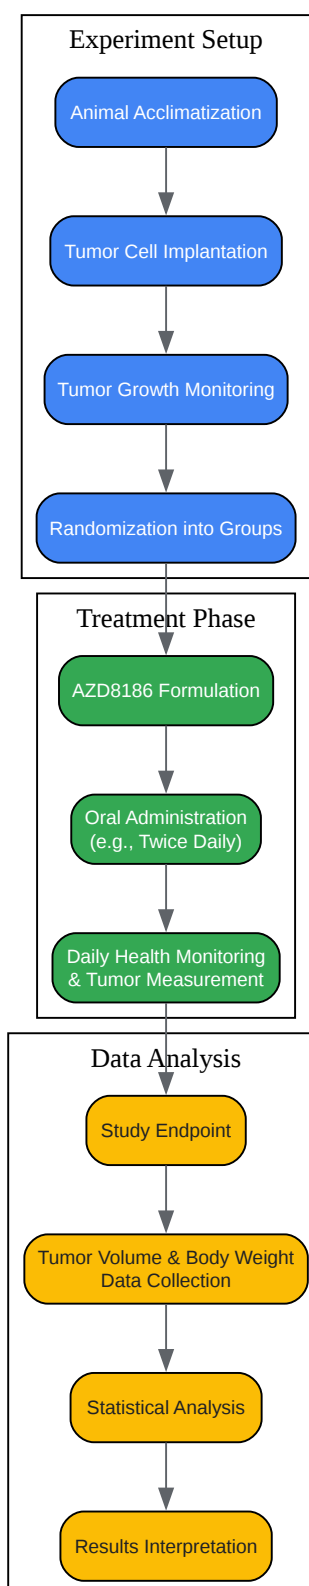 Experiment Setup
Animal Acclimatization
Tumor Cell Implantation
Tumor Growth Monitoring
Randomization into Groups
Treatment Phase
AZD8186 Formulation
Oral Administration
(e.g., Twice Daily)
Daily Health Monitoring
& Tumor Measurement
Data Analysis
Study Endpoint
Tumor Volume & Body Weight
Data Collection
Statistical Analysis
Results Interpretation